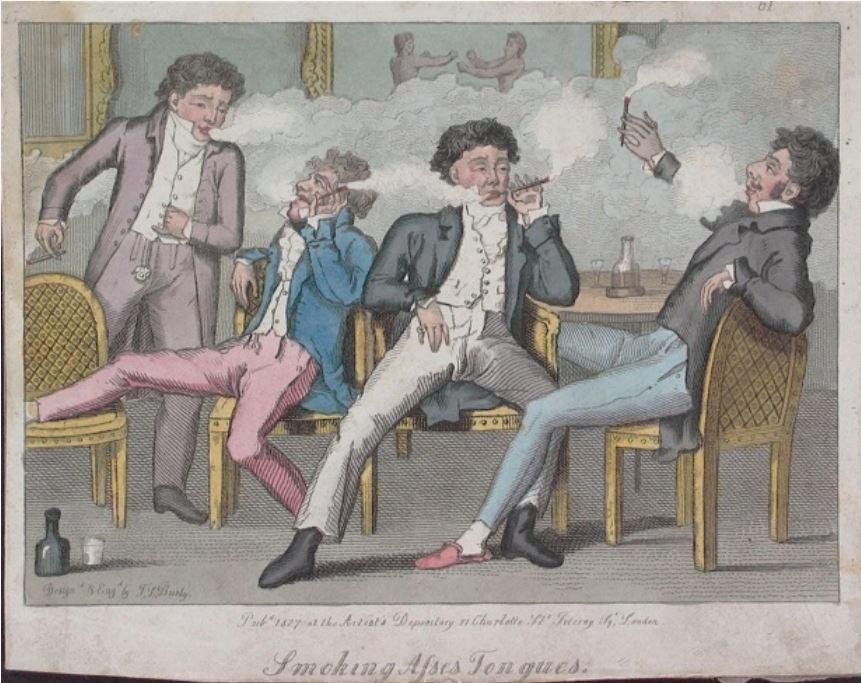 61
Design.d & Eng.d by T. L. Busby.
Pub.d 1827 at the Artist's Depository 21 Charlotte St. Fitzroy Sq.r London
Smoking Aſses Tongues.